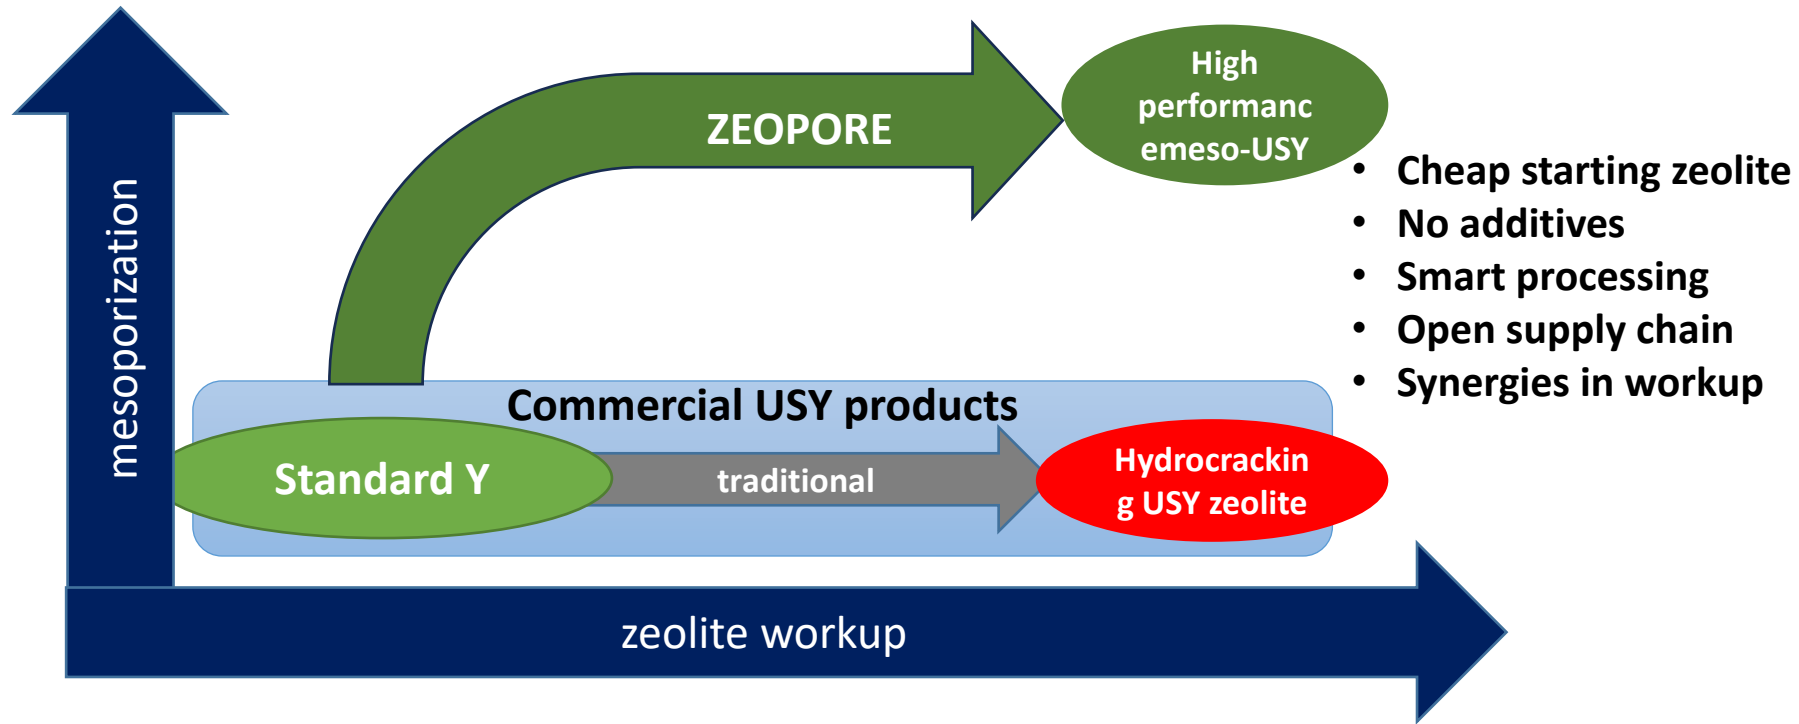 mesoporization
ZEOPORE
High
performanc
emeso-USY
• Cheap starting zeolite
• No additives
• Smart processing
• Open supply chain
• Synergies in workup
Commercial USY products
Standard Y
traditional
Hydrockrackin
g USY zeolite
zeolite workup